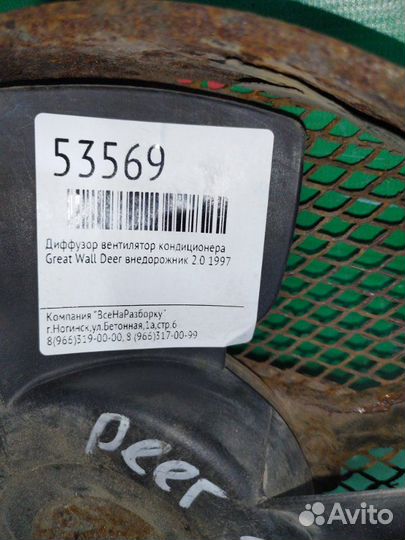 53569
Диффузор вентилятор кондиционера
Great Wall Deer внедорожник 2.0 1997
Компания "ВсеНаРазборку"
г.Ногинск,ул.Бетонная,1а,стр.6
8(966)319-00-00, 8 (966)317-00-99
Deer
Avito